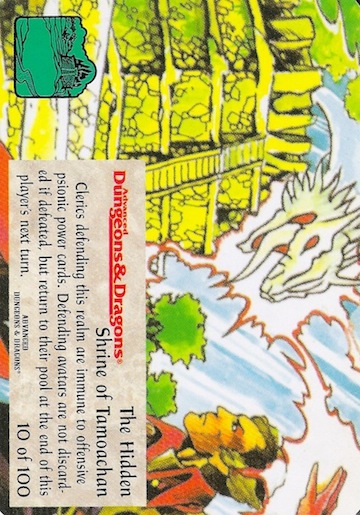 The Hidden
Shrine of Tamoachan
Advanced
Dungeons & Dragons®
Clerics defending this realm are immune to offensive
psionic power cards. Defending avatars are not discard-
ed if defeated, but return to their pool at the end of this
player's next turn.
ADVANCED
DUNGEONS & DRAGONS®
10 of 100